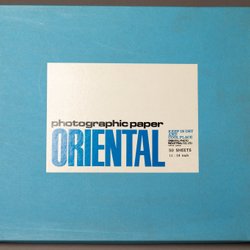 photographic paper
ORIENTAL
KEEP IN DRY
AND
COOL PLACE
50 SHEETS